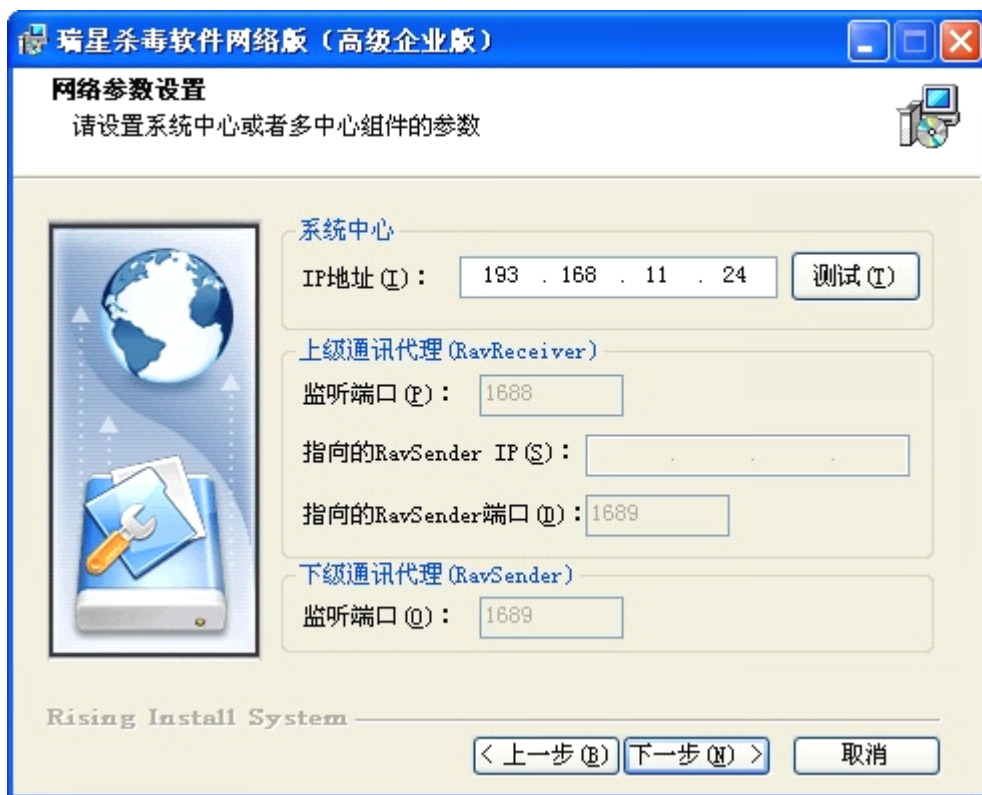 瑞星杀毒软件网络版（高级企业版）
网络参数设置
请设置系统中心或者多中心组件的参数
系统中心
IP地址(I)： 193 . 168 . 11 . 24 测试(T)
上级通讯代理(RavReceiver)
监听端口(P)： 1688
指向的RavSender IP(S)： . . .
指向的RavSender端口(D)：1689
下级通讯代理(RavSender)
监听端口(O)： 1689
Rising Install System
< 上一步(B) 下一步(N) > 取消